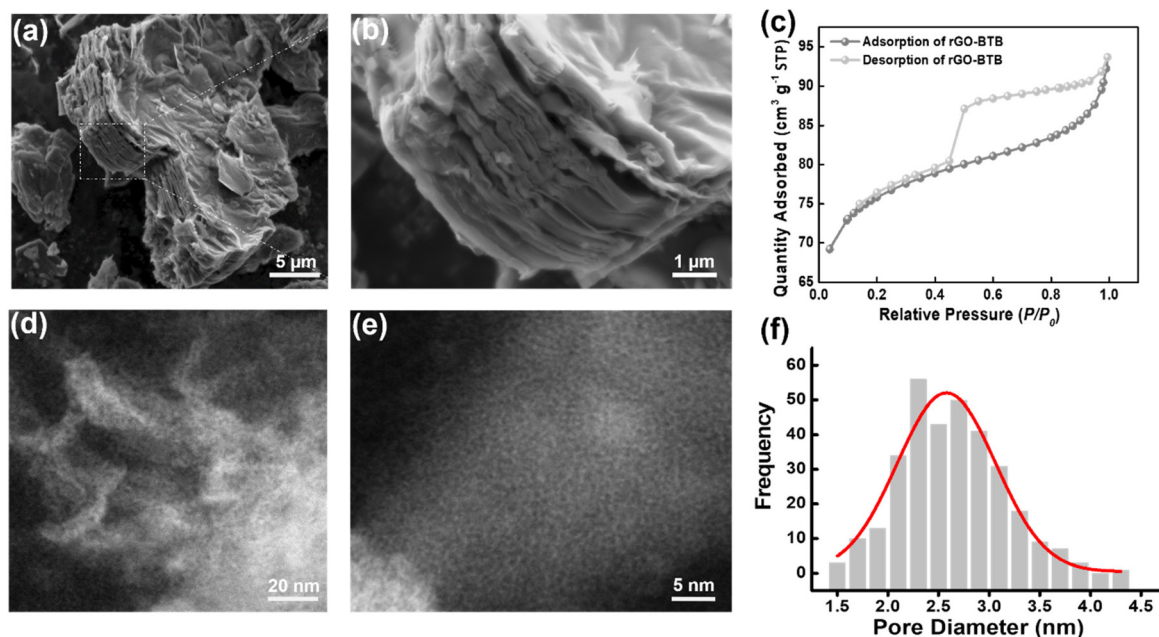 (a)
5 µm
(b)
1 µm
(c)
Adsorption of rGO-BTB
Desorption of rGO-BTB
Quantity Adsorbed (cm³ g⁻¹ STP)
95
90
85
80
75
70
65
0.0 0.2 0.4 0.6 0.8 1.0
Relative Pressure (P/P₀)
(d)
20 nm
(e)
5 nm
(f)
Frequency
60
50
40
30
20
10
0
1.5 2.0 2.5 3.0 3.5 4.0 4.5
Pore Diameter (nm)